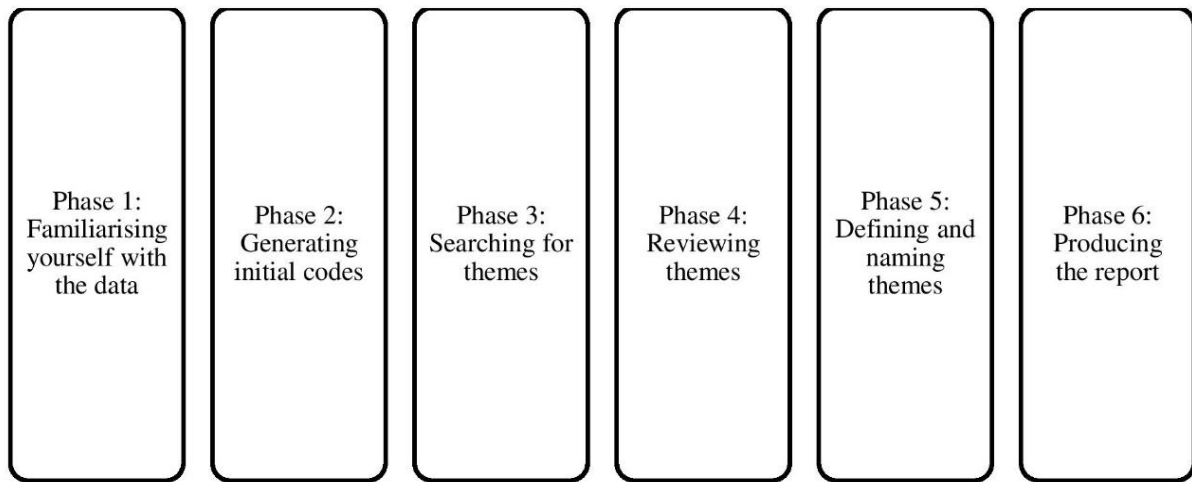 Phase 1:
Familiarising
yourself with
the data
Phase 2:
Generating
initial codes
Phase 3:
Searching for
themes
Phase 4:
Reviewing
themes
Phase 5:
Defining and
naming
themes
Phase 6:
Producing
the report